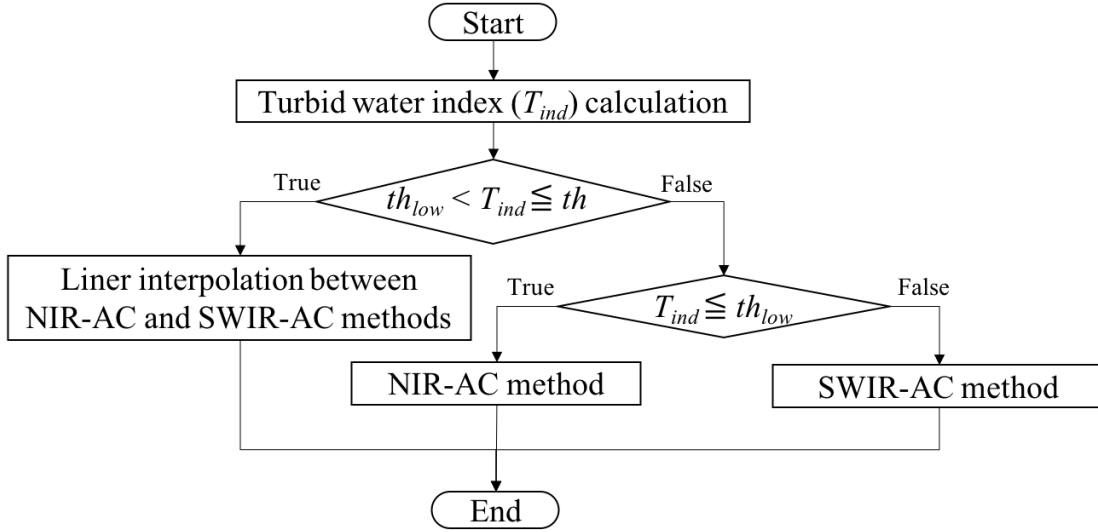 Start
Turbid water index (T_ind) calculation
True
th_low < T_ind ≦ th
False
Liner interpolation between
NIR-AC and SWIR-AC methods
True
T_ind ≦ th_low
False
NIR-AC method
SWIR-AC method
End